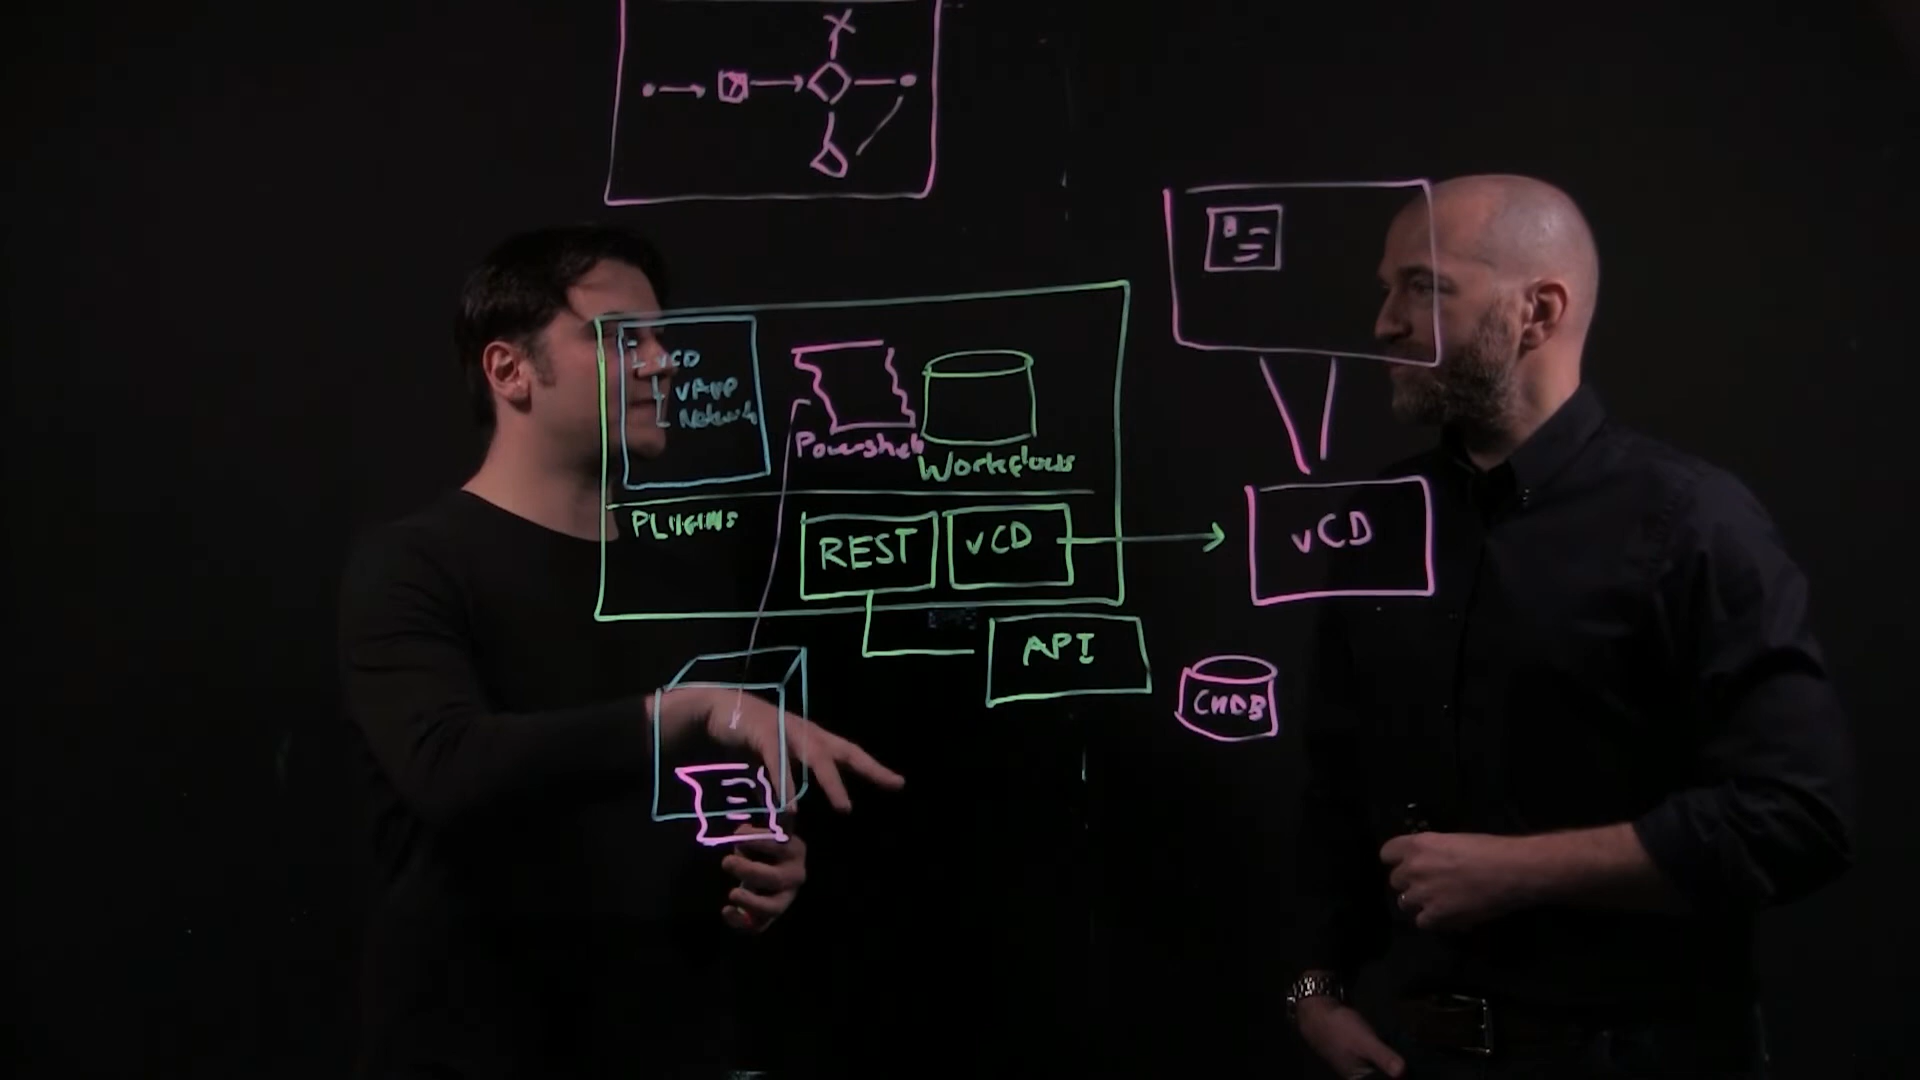 vCD
vApp
Network
Powershell
Workflows
PLUGINS
REST
vCD
vCD
API
CMDB